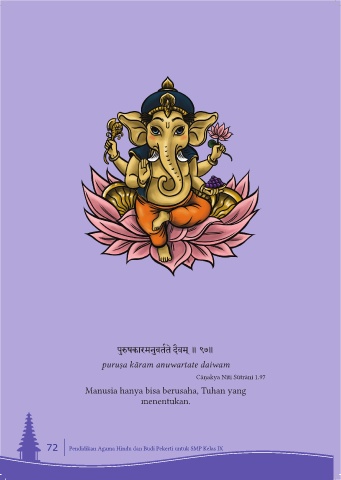 पुरुषकारमनुवर्तते दैवम् ॥ ९७॥
puruṣa kāram anuwartate daiwam
Cāṇakya Nīti Sūtrāṇi 1.97
Manusia hanya bisa berusaha, Tuhan yang
menentukan.
72 Pendidikan Agama Hindu dan Budi Pekerti untuk SMP Kelas IX